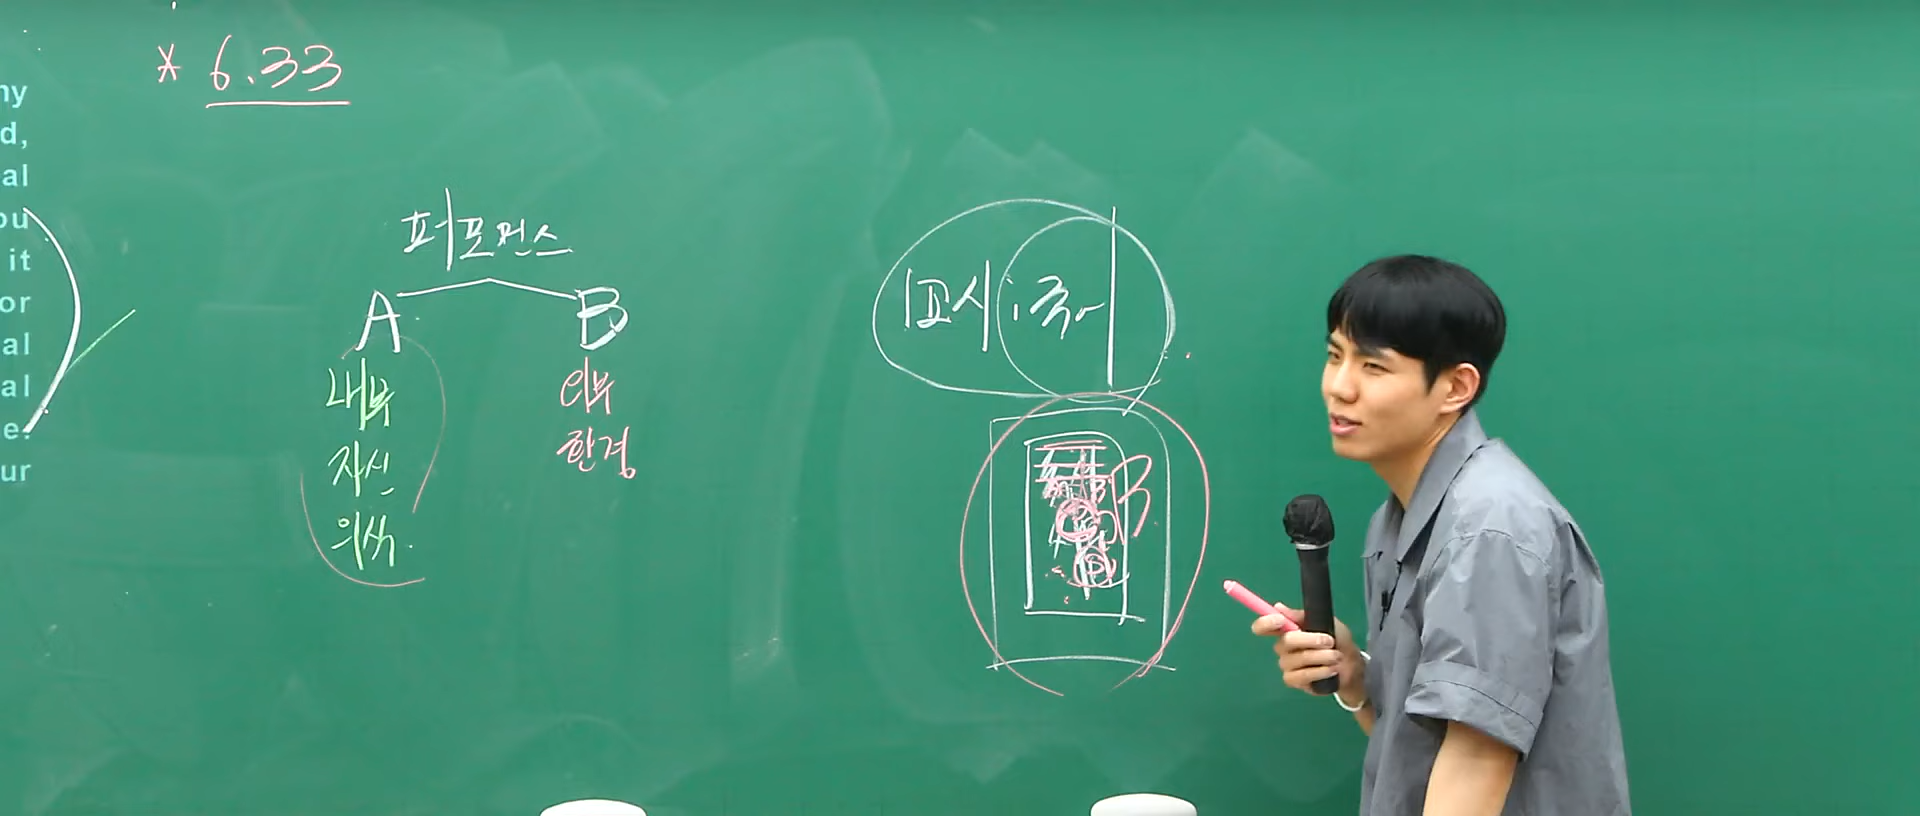 ny
d,
al
ou
it
or
al
al
e.
ur
* 6.33
퍼포먼스
A B
내부
자신
의식
외부
환경
1교시 : 국어
B